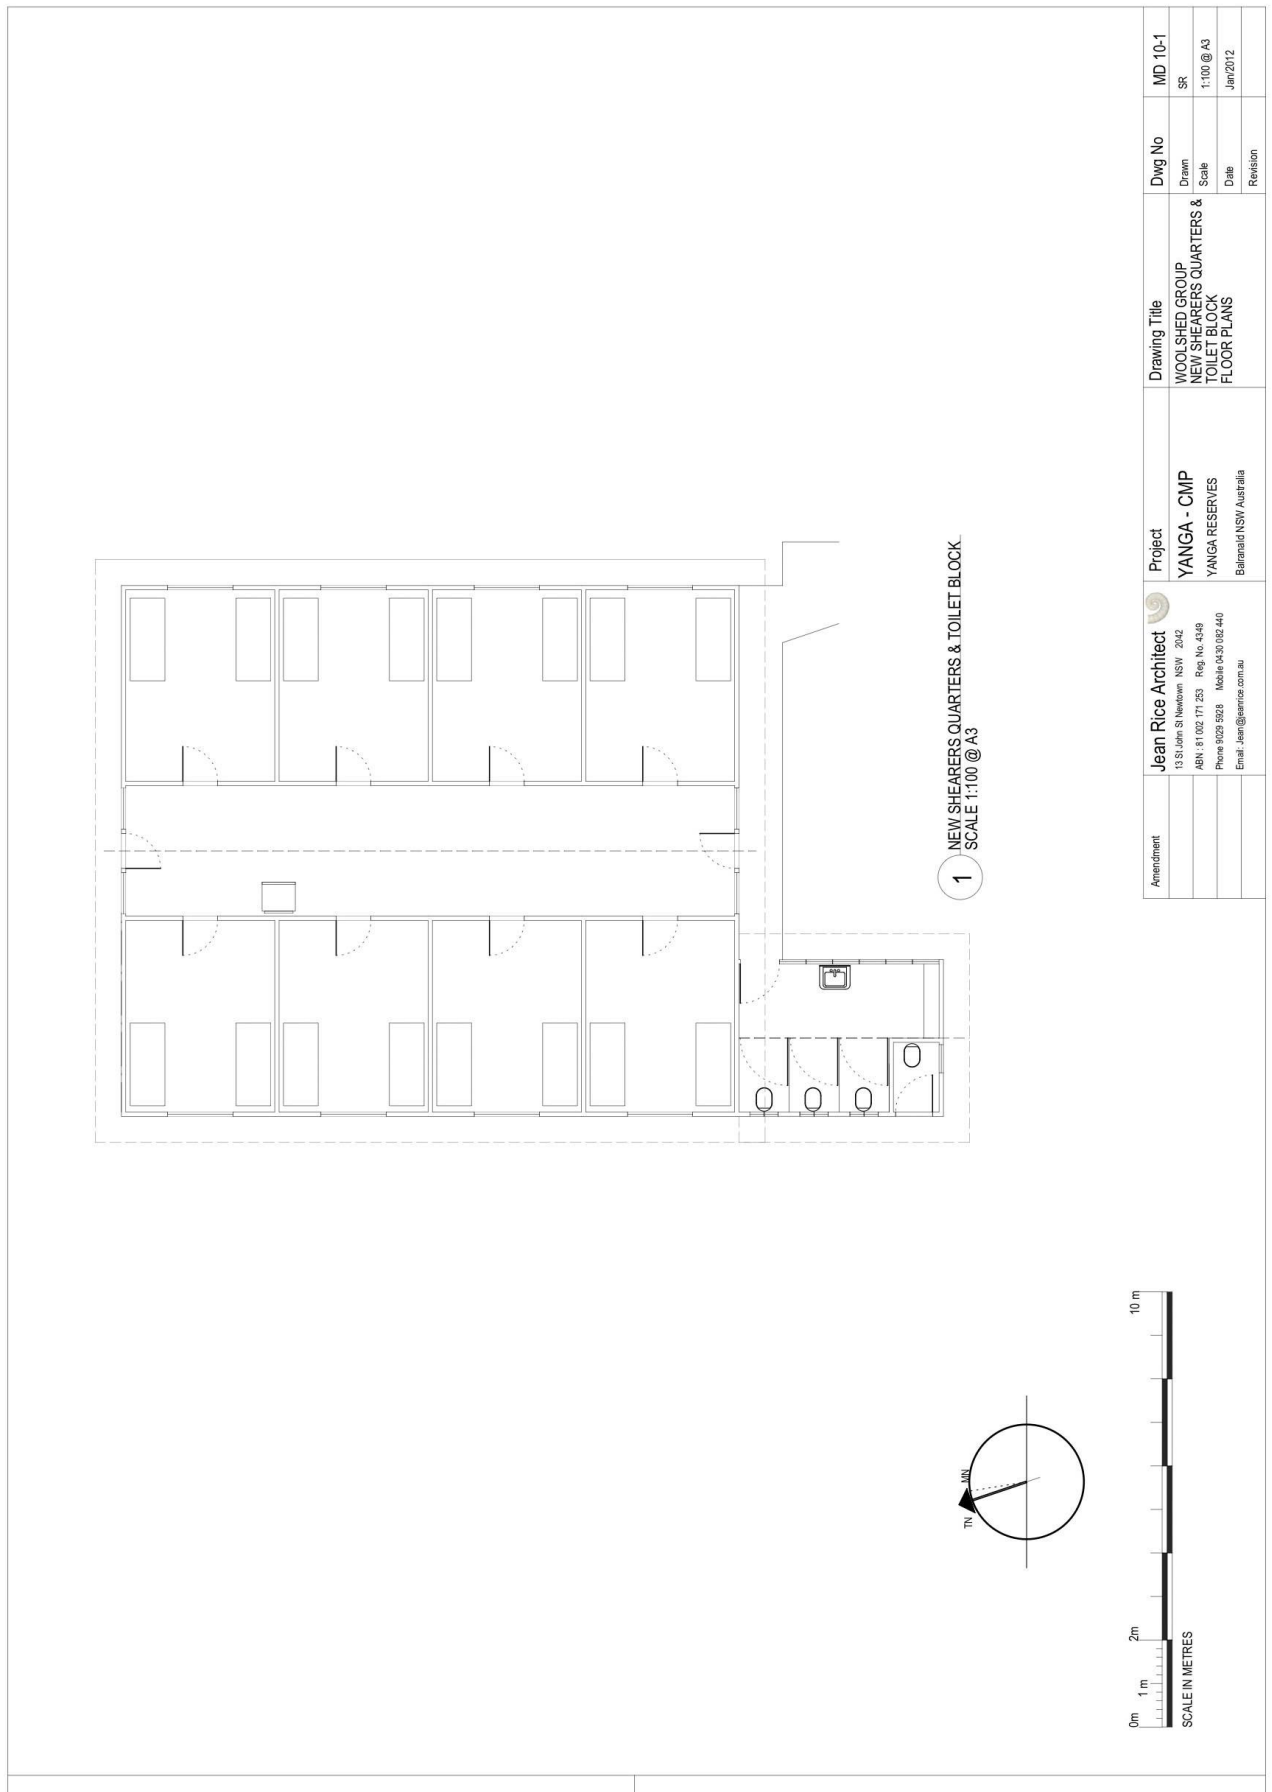 NEW SHEARERS QUARTERS & TOILET BLOCK
SCALE 1:100 @ A3
1
TN
MN
0m
1 m
2m
10 m
SCALE IN METRES
Amendment
Jean Rice Architect
13 St John St Newtown NSW 2042
ABN : 81 002 171 253 Reg. No. 4349
Phone 9029 5928 Mobile 0430 082 440
Email: Jean@jeanrice.com.au
Project
YANGA - CMP
YANGA RESERVES
Balranald NSW Australia
Drawing Title
WOOLSHED GROUP
NEW SHEARERS QUARTERS &
TOILET BLOCK
FLOOR PLANS
Dwg No MD 10-1
Drawn SR
Scale 1:100 @ A3
Date Jan/2012
Revision